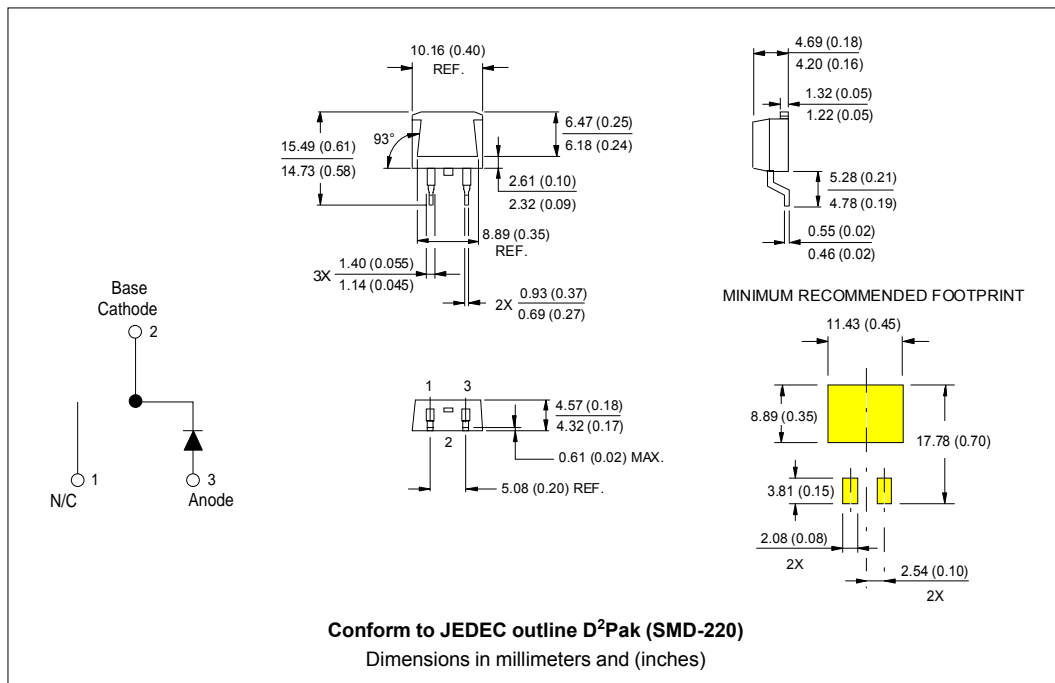 10.16 (0.40)
REF.
93°
15.49 (0.61)
14.73 (0.58)
6.47 (0.25)
6.18 (0.24)
2.61 (0.10)
2.32 (0.09)
8.89 (0.35)
REF.
3X
1.40 (0.055)
1.14 (0.045)
2X
0.93 (0.37)
0.69 (0.27)
4.69 (0.18)
4.20 (0.16)
1.32 (0.05)
1.22 (0.05)
5.28 (0.21)
4.78 (0.19)
0.55 (0.02)
0.46 (0.02)
Base
Cathode
2
1
N/C
3
Anode
1
3
2
4.57 (0.18)
4.32 (0.17)
0.61 (0.02) MAX.
5.08 (0.20) REF.
MINIMUM RECOMMENDED FOOTPRINT
11.43 (0.45)
8.89 (0.35)
17.78 (0.70)
3.81 (0.15)
2.08 (0.08)
2X
2.54 (0.10)
2X
Conform to JEDEC outline D²Pak (SMD-220)
Dimensions in millimeters and (inches)